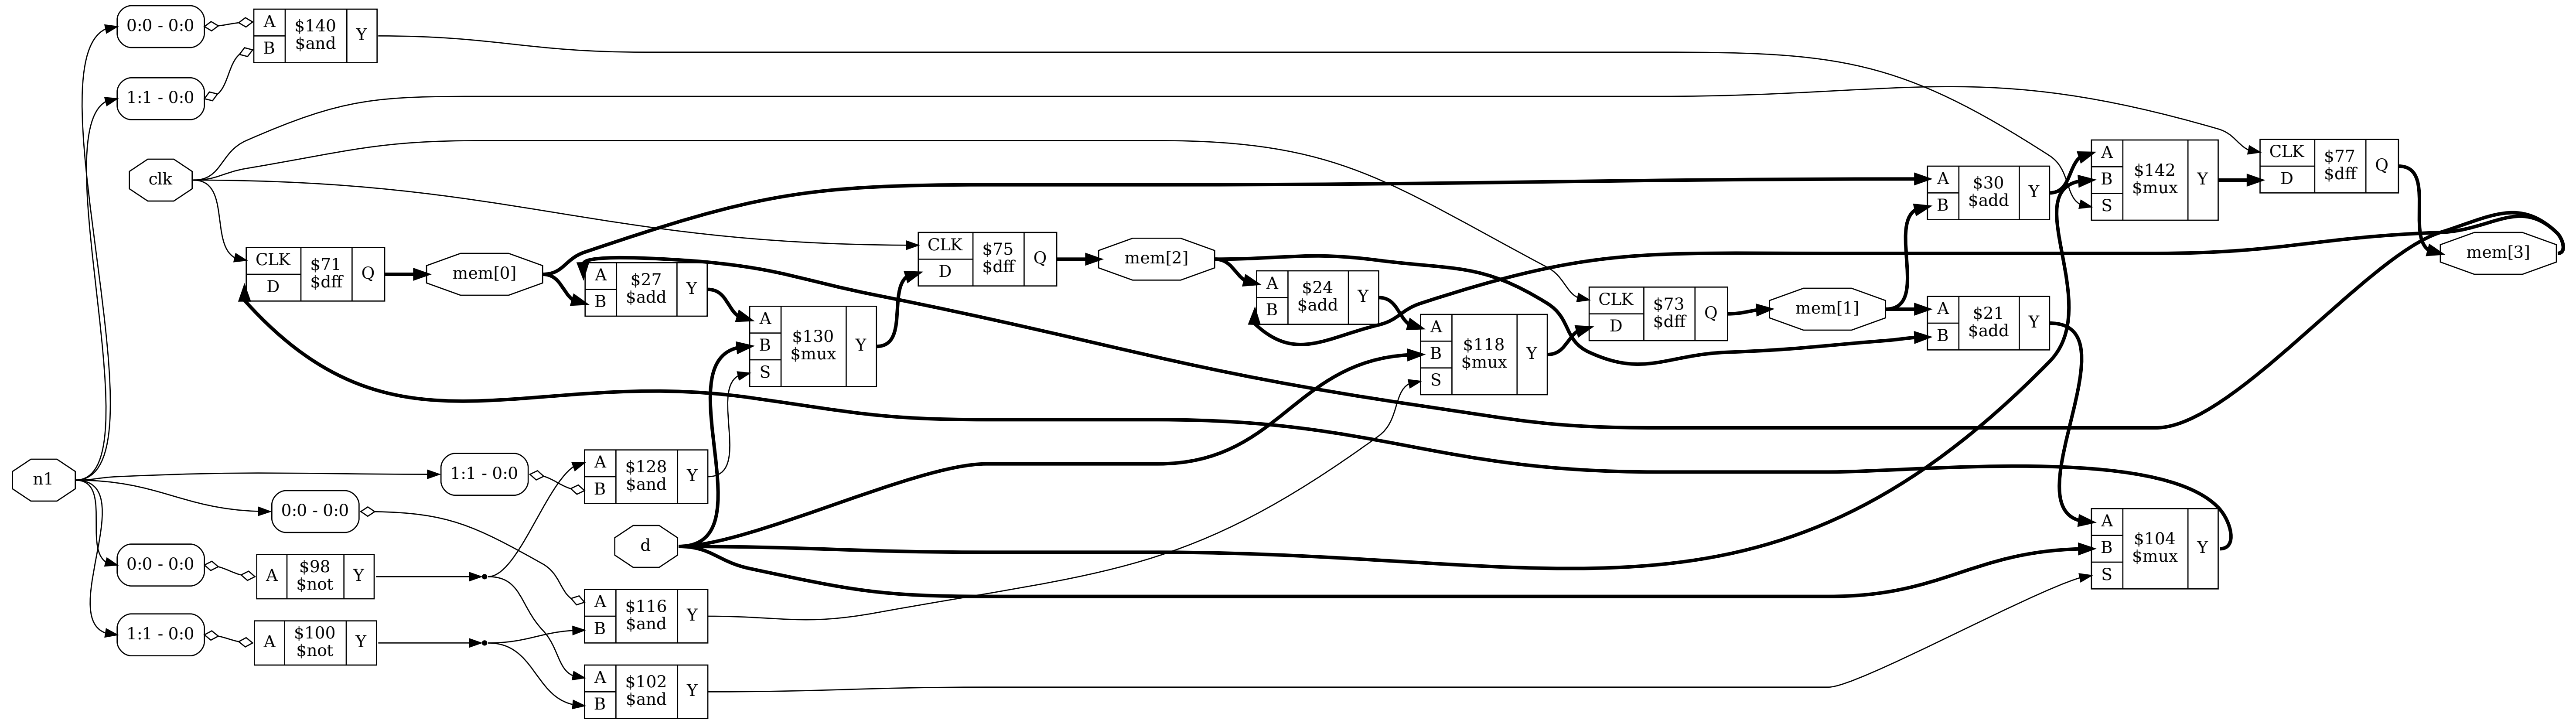 0:0 - 0:0
A
B
$140
$and
Y
1:1 - 0:0
clk
CLK
D
$71
$dff
Q
mem[0]
A
B
$27
$add
Y
A
B
S
$130
$mux
Y
CLK
D
$75
$dff
Q
mem[2]
A
B
$24
$add
Y
A
B
S
$118
$mux
Y
CLK
D
$73
$dff
Q
mem[1]
A
B
$30
$add
Y
A
B
$21
$add
Y
A
B
S
$142
$mux
Y
CLK
D
$77
$dff
Q
mem[3]
n1
1:1 - 0:0
A
B
$128
$and
Y
0:0 - 0:0
d
0:0 - 0:0
A
$98
$not
Y
1:1 - 0:0
A
$100
$not
Y
A
B
$116
$and
Y
A
B
$102
$and
Y
A
B
S
$104
$mux
Y